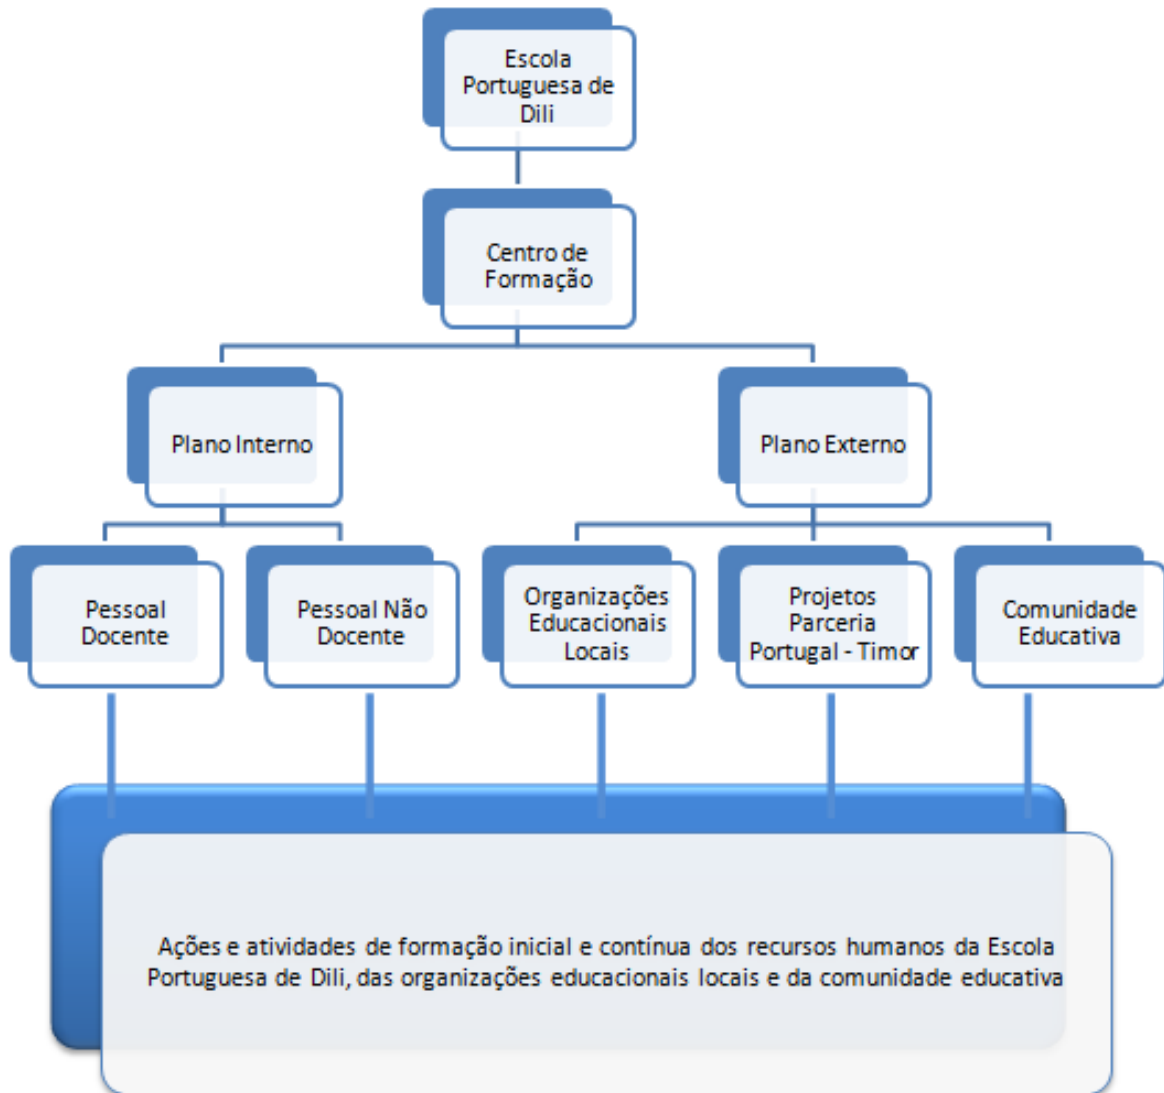 Escola
Portuguesa de
Dili
Centro de
Formação
Plano Interno
Plano Externo
Pessoal
Docente
Pessoal Não
Docente
Organizações
Educacionais
Locais
Projetos
Parceria
Portugal - Timor
Comunidade
Educativa
Ações e atividades de formação inicial e contínua dos recursos humanos da Escola
Portuguesa de Dili, das organizações educacionais locais e da comunidade educativa